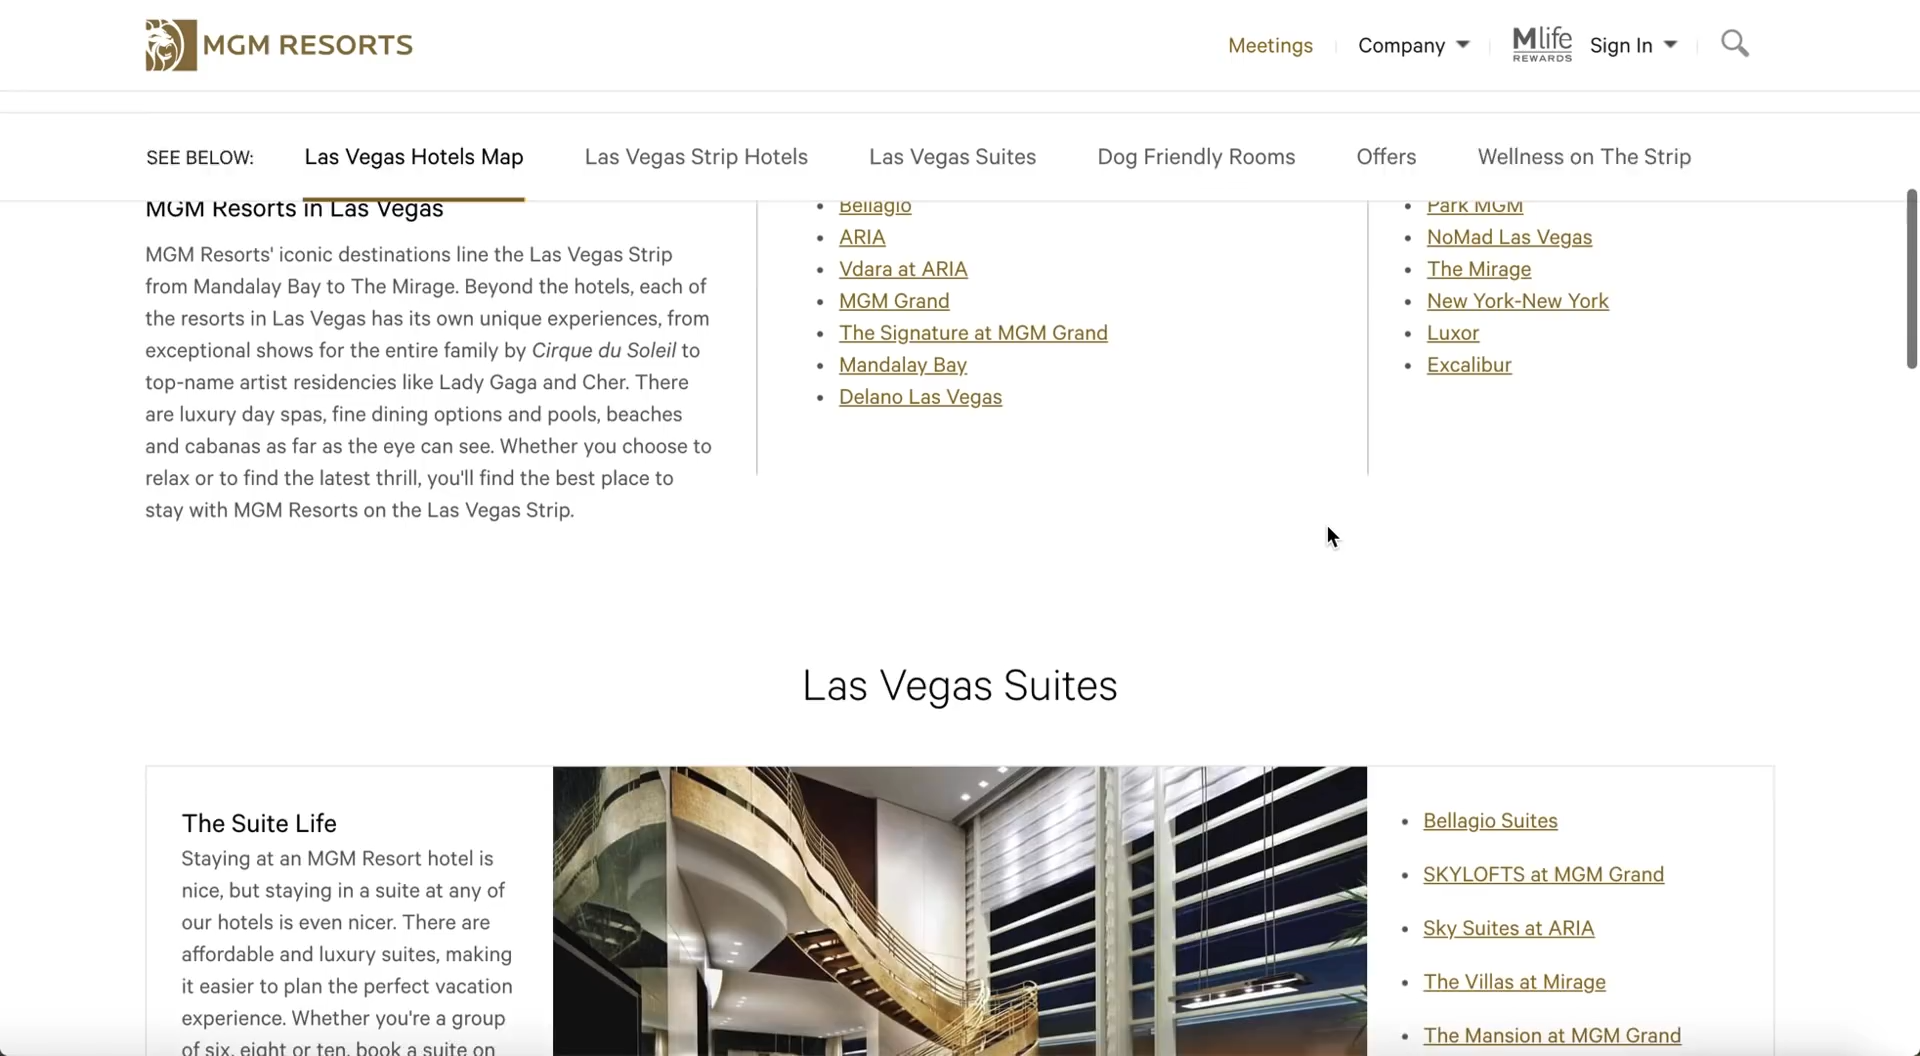 MGM RESORTS
Meetings
Company
Mlife
REWARDS
Sign In
SEE BELOW:
Las Vegas Hotels Map
Las Vegas Strip Hotels
Las Vegas Suites
Dog Friendly Rooms
Offers
Wellness on The Strip
MGM Resorts in Las Vegas
MGM Resorts' iconic destinations line the Las Vegas Strip
from Mandalay Bay to The Mirage. Beyond the hotels, each of
the resorts in Las Vegas has its own unique experiences, from
exceptional shows for the entire family by Cirque du Soleil to
top-name artist residencies like Lady Gaga and Cher. There
are luxury day spas, fine dining options and pools, beaches
and cabanas as far as the eye can see. Whether you choose to
relax or to find the latest thrill, you'll find the best place to
stay with MGM Resorts on the Las Vegas Strip.
Bellagio
ARIA
Vdara at ARIA
MGM Grand
The Signature at MGM Grand
Mandalay Bay
Delano Las Vegas
Park MGM
NoMad Las Vegas
The Mirage
New York-New York
Luxor
Excalibur
Las Vegas Suites
The Suite Life
Staying at an MGM Resort hotel is
nice, but staying in a suite at any of
our hotels is even nicer. There are
affordable and luxury suites, making
it easier to plan the perfect vacation
experience. Whether you're a group
of six, eight or ten, book a suite on
Bellagio Suites
SKYLOFTS at MGM Grand
Sky Suites at ARIA
The Villas at Mirage
The Mansion at MGM Grand